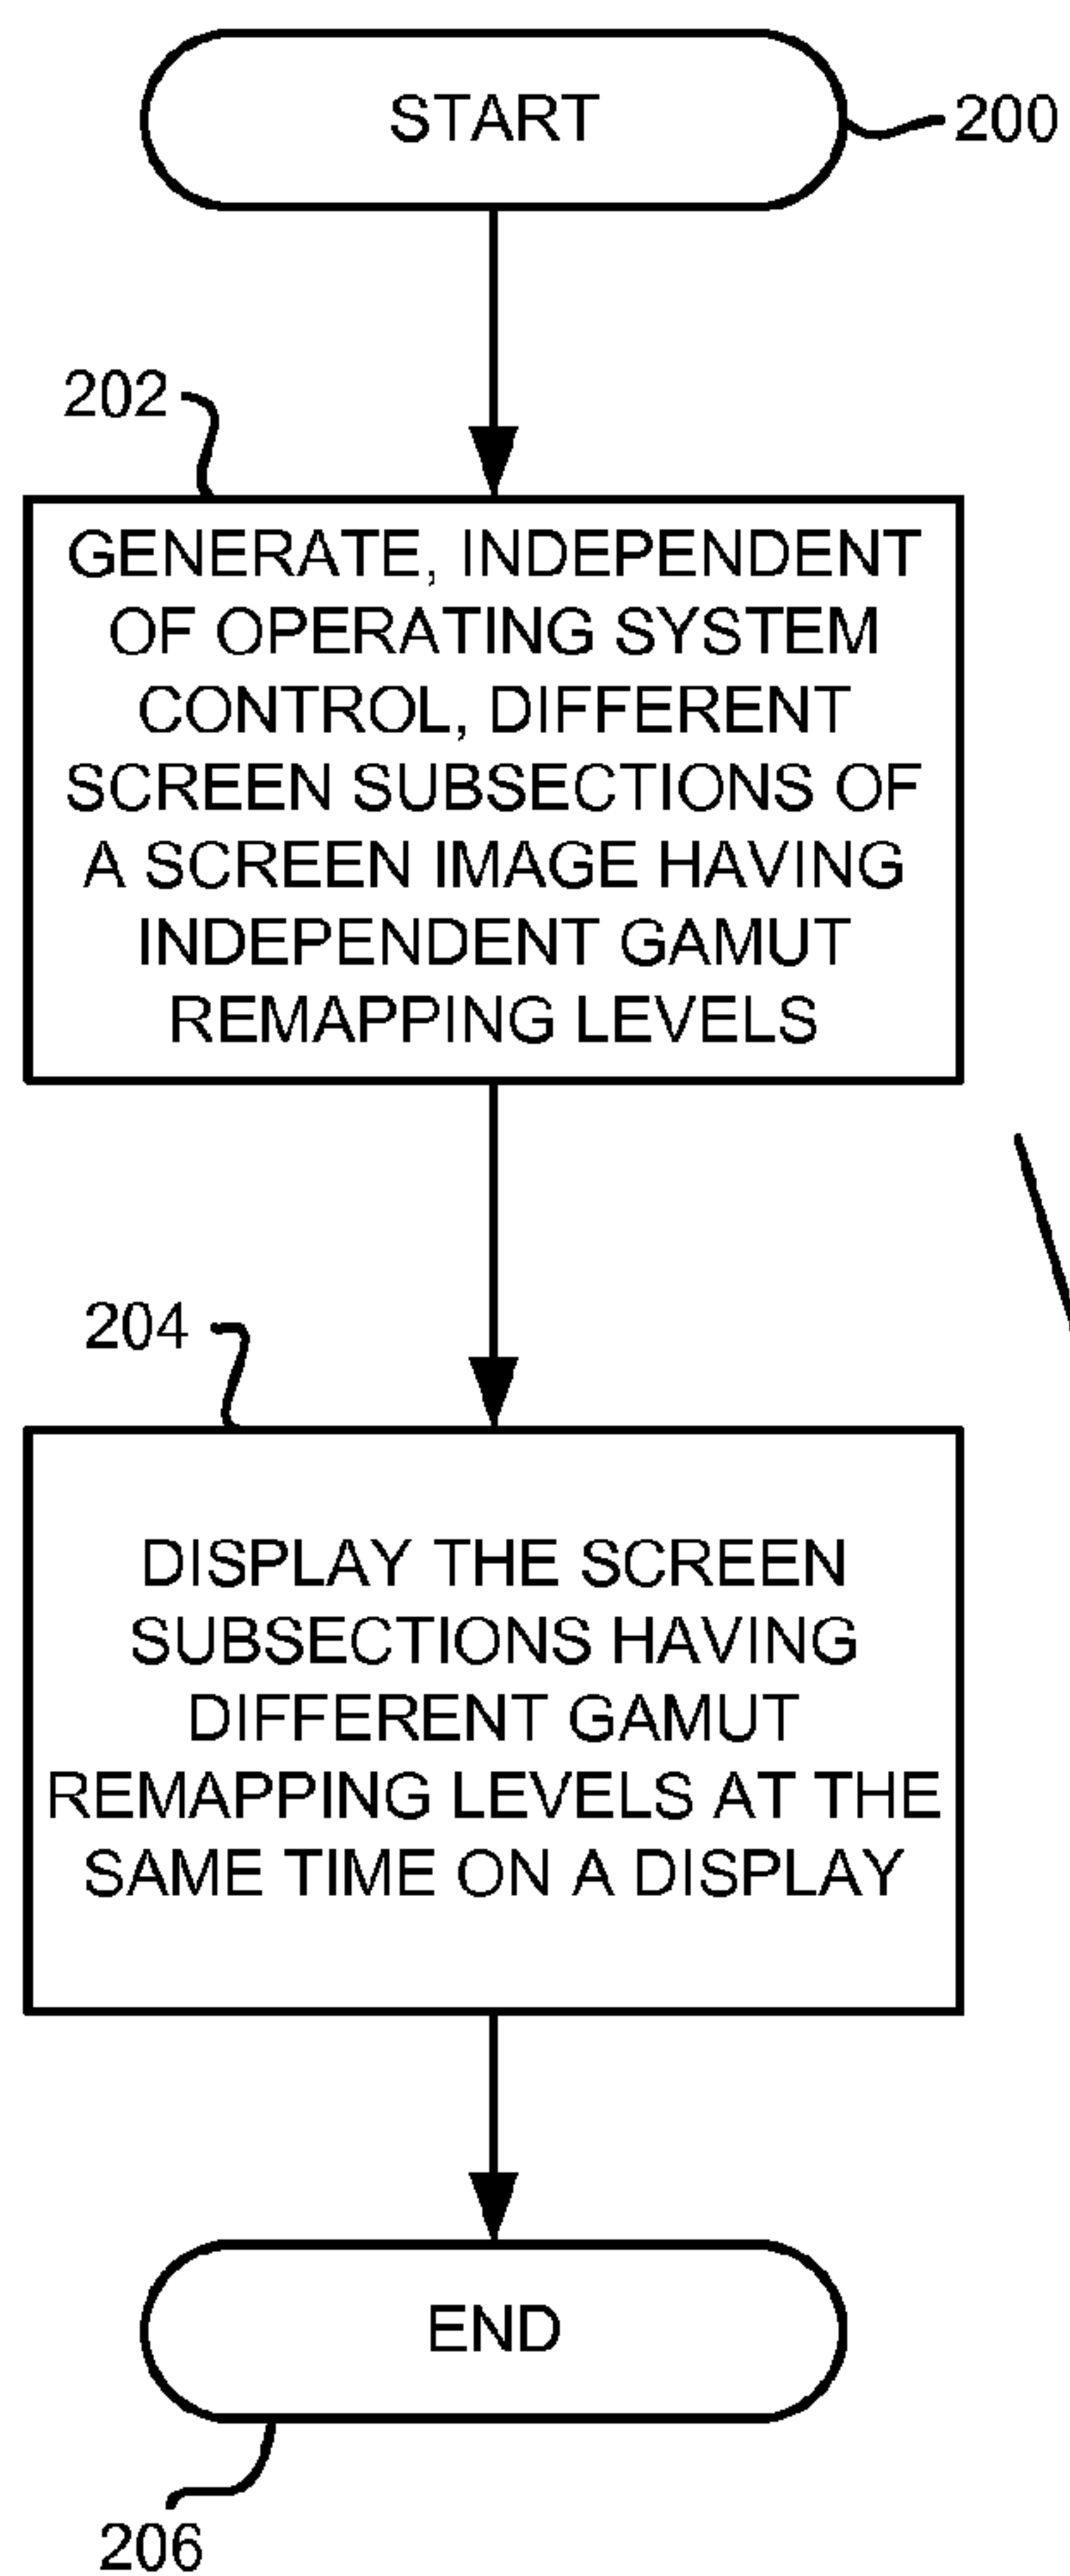 START
200
202
GENERATE, INDEPENDENT
OF OPERATING SYSTEM
CONTROL, DIFFERENT
SCREEN SUBSECTIONS OF
A SCREEN IMAGE HAVING
INDEPENDENT GAMUT
REMAPPING LEVELS
204
DISPLAY THE SCREEN
SUBSECTIONS HAVING
DIFFERENT GAMUT
REMAPPING LEVELS AT THE
SAME TIME ON A DISPLAY
END
206